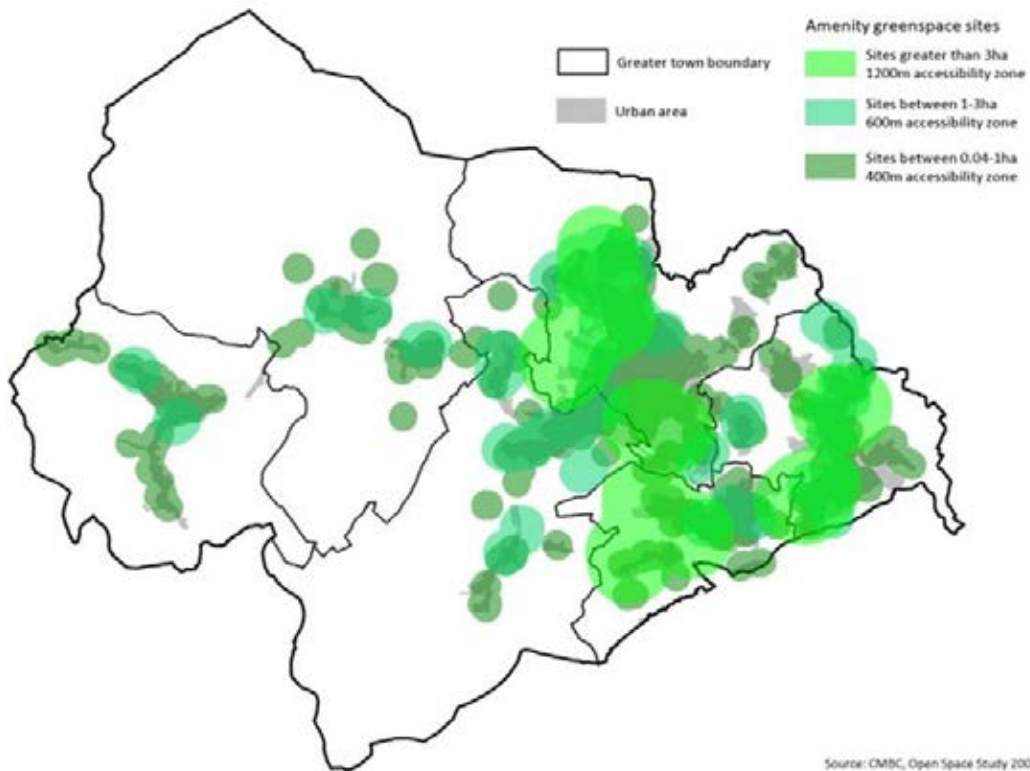 Amenity greenspace sites
Greater town boundary
Urban area
Sites greater than 3ha
1200m accessibility zone
Sites between 1-3ha
600m accessibility zone
Sites between 0.04-1ha
400m accessibility zone
Source: CMBC, Open Space Study